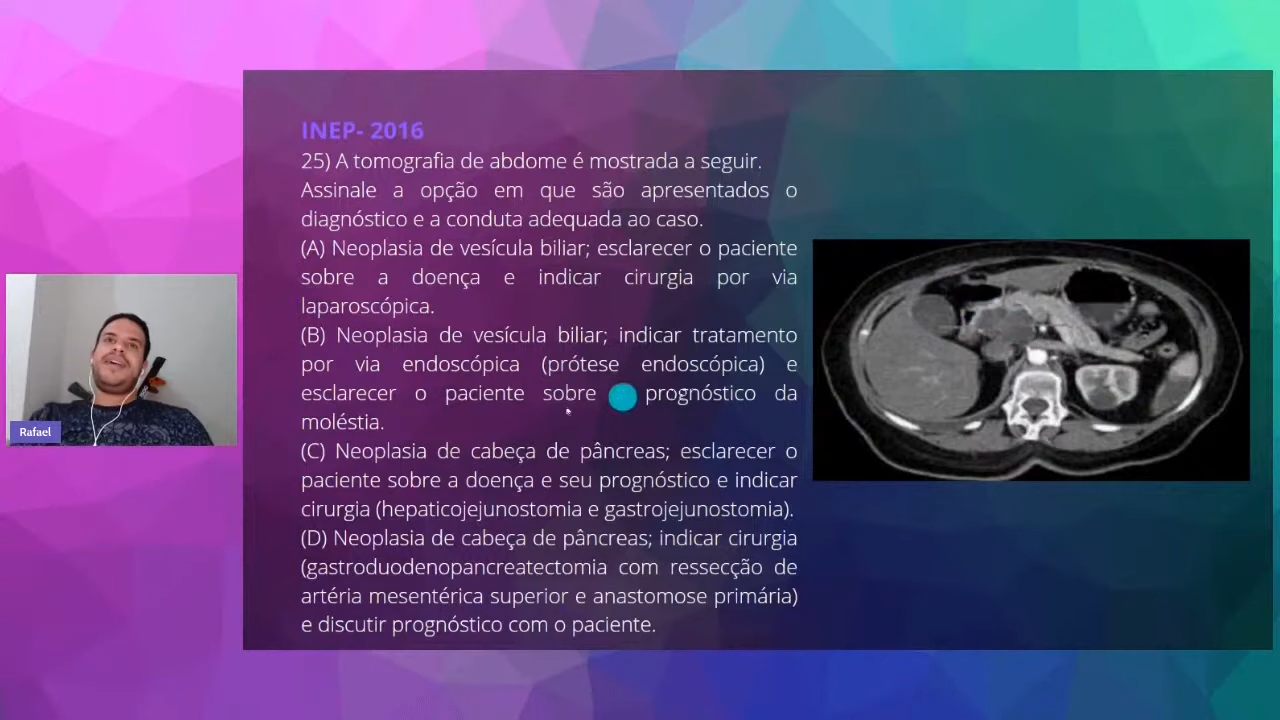 INEP- 2016
25) A tomografia de abdome é mostrada a seguir.
Assinale a opção em que são apresentados o
diagnóstico e a conduta adequada ao caso.
(A) Neoplasia de vesícula biliar; esclarecer o paciente
sobre a doença e indicar cirurgia por via
laparoscópica.
(B) Neoplasia de vesícula biliar; indicar tratamento
por via endoscópica (prótese endoscópica) e
esclarecer o paciente sobre prognóstico da
moléstia.
(C) Neoplasia de cabeça de pâncreas; esclarecer o
paciente sobre a doença e seu prognóstico e indicar
cirurgia (hepaticojejunostomia e gastrojejunostomia).
(D) Neoplasia de cabeça de pâncreas; indicar cirurgia
(gastroduodenopancreatectomia com ressecção de
artéria mesentérica superior e anastomose primária)
e discutir prognóstico com o paciente.
Rafael